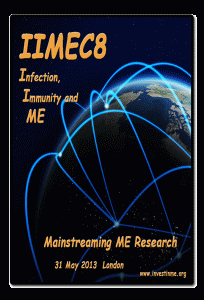 IIMEC8
Infection,
Immunity and
ME
Mainstreaming ME Research
31 May 2013 London
www.investinme.org